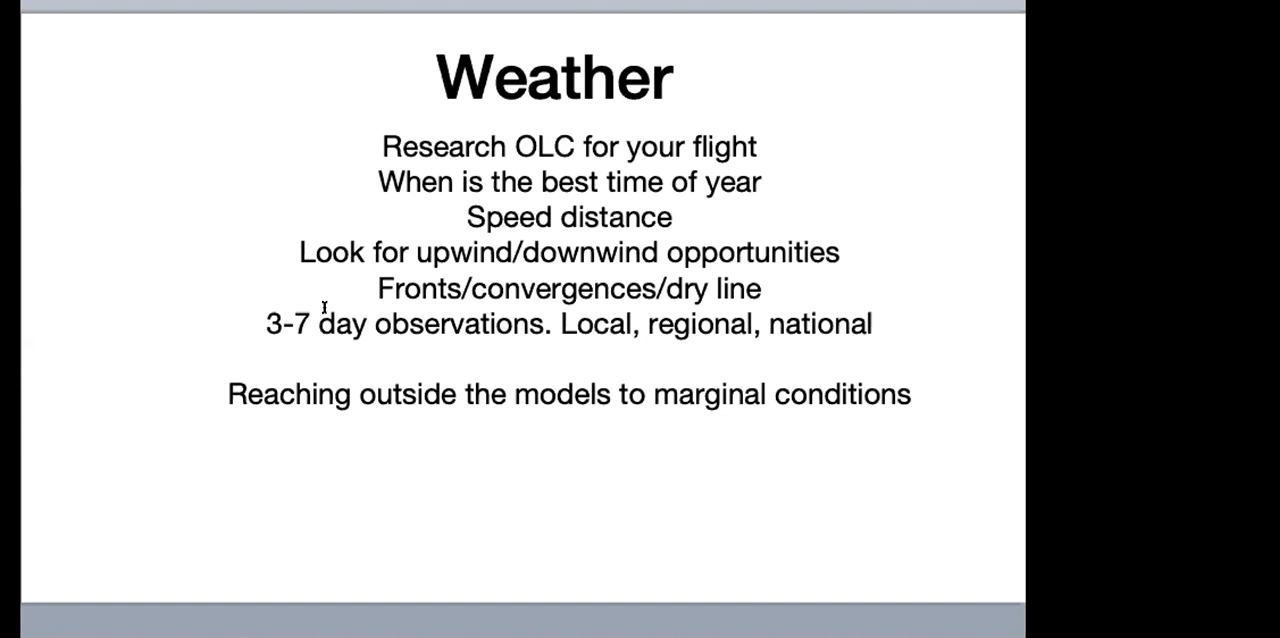 Weather
Research OLC for your flight
When is the best time of year
Speed distance
Look for upwind/downwind opportunities
Fronts/convergences/dry line
3-7 day observations. Local, regional, national
Reaching outside the models to marginal conditions